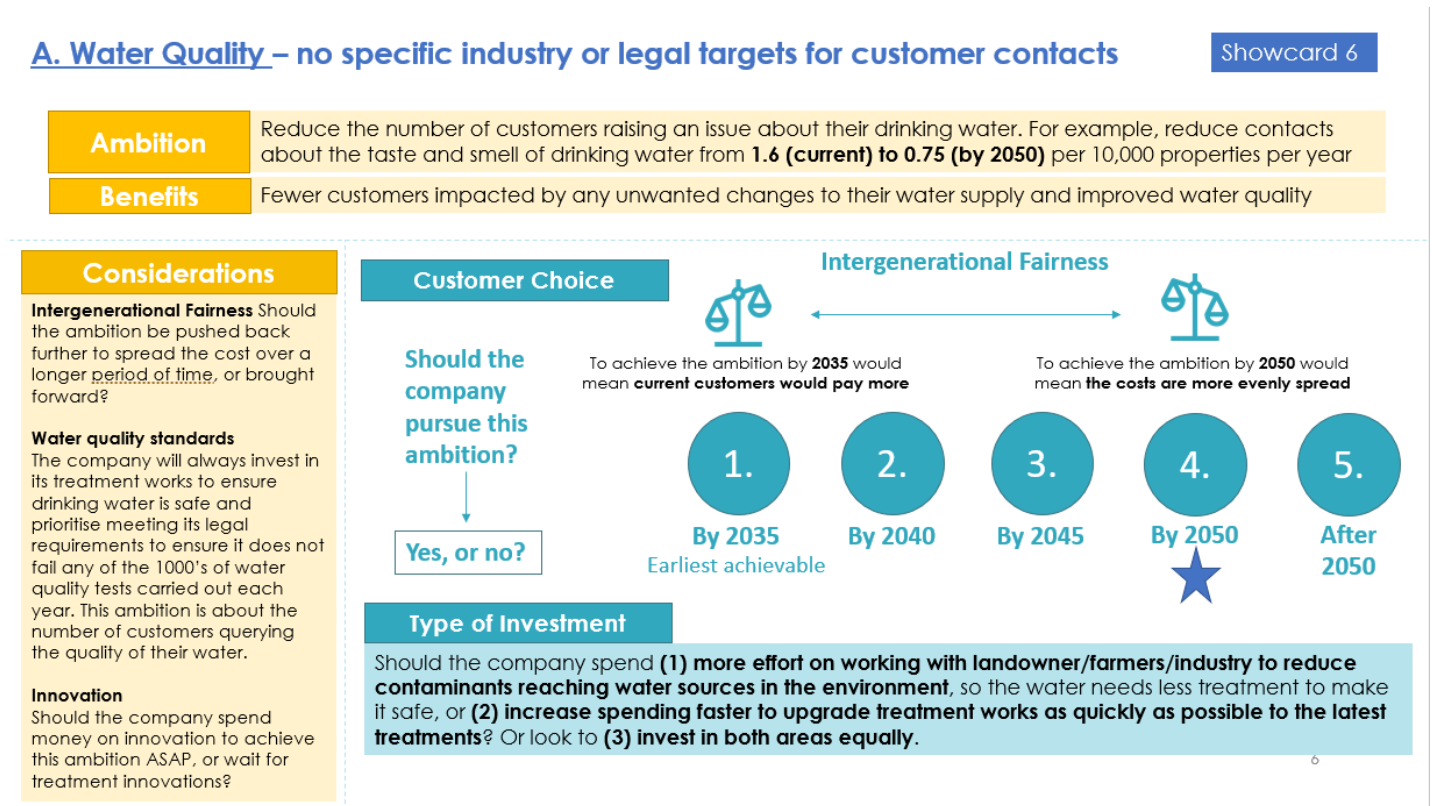 A. Water Quality – no specific industry or legal targets for customer contacts
Showcard 6
Ambition
Reduce the number of customers raising an issue about their drinking water. For example, reduce contacts
about the taste and smell of drinking water from 1.6 (current) to 0.75 (by 2050) per 10,000 properties per year
Benefits
Fewer customers impacted by any unwanted changes to their water supply and improved water quality
Considerations
Intergenerational Fairness Should
the ambition be pushed back
further to spread the cost over a
longer period of time, or brought
forward?
Water quality standards
The company will always invest in
its treatment works to ensure
drinking water is safe and
prioritise meeting its legal
requirements to ensure it does not
fail any of the 1000's of water
quality tests carried out each
year. This ambition is about the
number of customers querying
the quality of their water.
Innovation
Should the company spend
money on innovation to achieve
this ambition ASAP, or wait for
treatment innovations?
Customer Choice
Should the
company
pursue this
ambition?
Yes, or no?
Intergenerational Fairness
To achieve the ambition by 2035 would
mean current customers would pay more
To achieve the ambition by 2050 would
mean the costs are more evenly spread
1.
2.
3.
4.
5.
By 2035
Earliest achievable
By 2040
By 2045
By 2050
After
2050
Type of Investment
Should the company spend (1) more effort on working with landowner/farmers/industry to reduce
contaminants reaching water sources in the environment, so the water needs less treatment to make
it safe, or (2) increase spending faster to upgrade treatment works as quickly as possible to the latest
treatments? Or look to (3) invest in both areas equally.
6